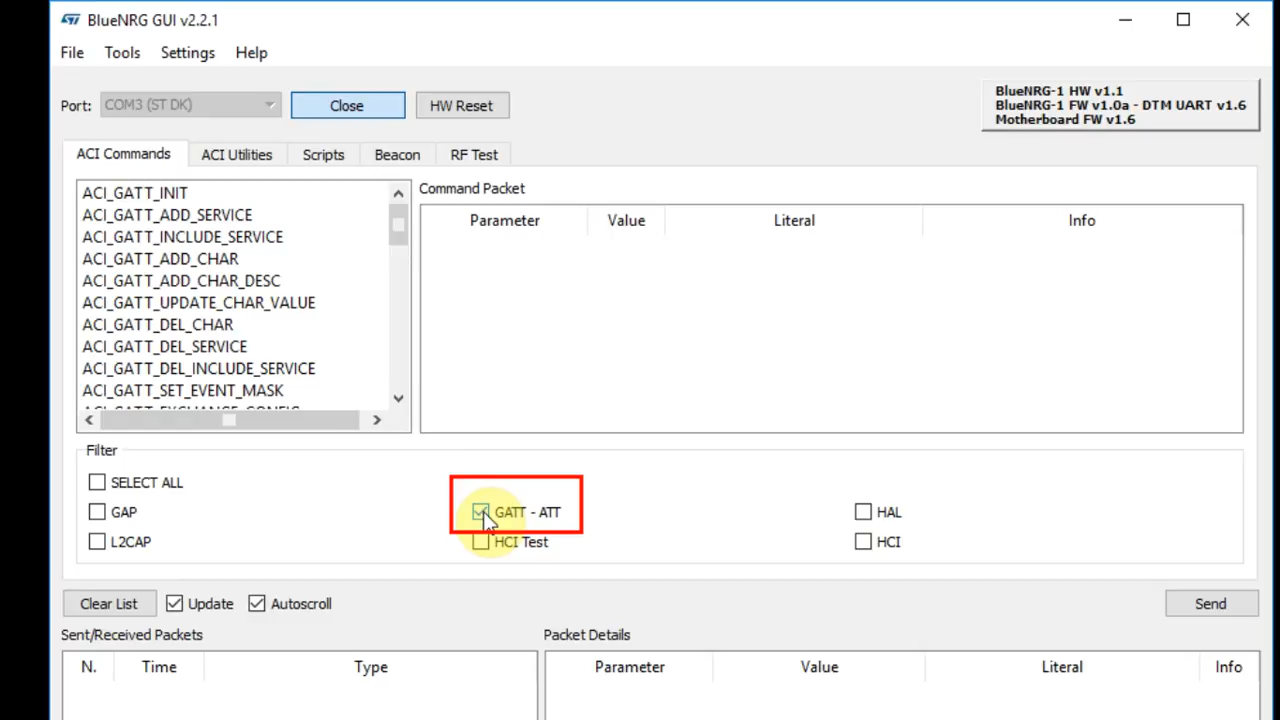 BlueNRG GUI v2.2.1
File Tools Settings Help
Port: COM3 (ST DK) Close HW Reset
BlueNRG-1 HW v1.1
BlueNRG-1 FW v1.0a - DTM UART v1.6
Motherboard FW v1.6
ACI Commands ACI Utilities Scripts Beacon RF Test
ACI_GATT_INIT
ACI_GATT_ADD_SERVICE
ACI_GATT_INCLUDE_SERVICE
ACI_GATT_ADD_CHAR
ACI_GATT_ADD_CHAR_DESC
ACI_GATT_UPDATE_CHAR_VALUE
ACI_GATT_DEL_CHAR
ACI_GATT_DEL_SERVICE
ACI_GATT_DEL_INCLUDE_SERVICE
ACI_GATT_SET_EVENT_MASK
Command Packet
Parameter Value Literal Info
Filter
SELECT ALL
GAP GATT - ATT HAL
L2CAP HCI Test HCI
Clear List Update Autoscroll Send
Sent/Received Packets Packet Details
N. Time Type Parameter Value Literal Info